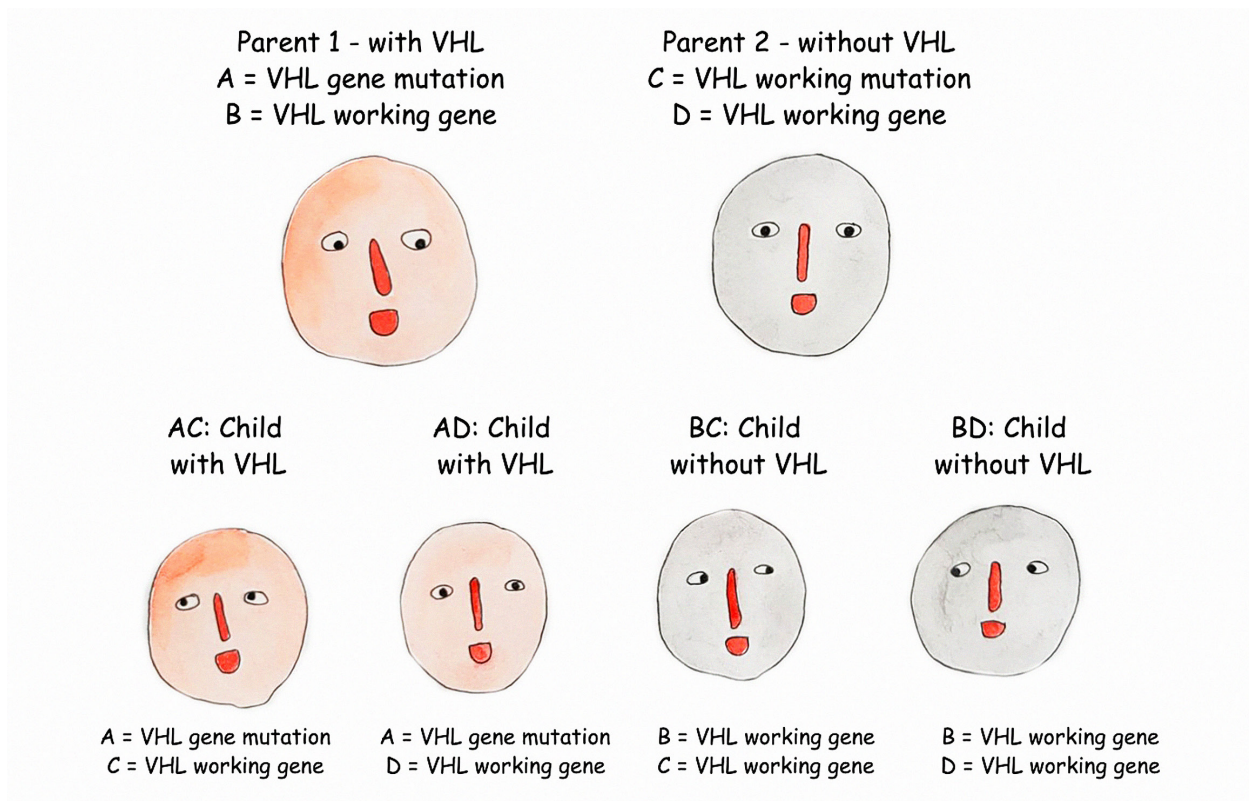 Parent 1 - with VHL
A = VHL gene mutation
B = VHL working gene
Parent 2 - without VHL
C = VHL working mutation
D = VHL working gene
AC: Child
with VHL
AD: Child
with VHL
BC: Child
without VHL
BD: Child
without VHL
A = VHL gene mutation
C = VHL working gene
A = VHL gene mutation
D = VHL working gene
B = VHL working gene
C = VHL working gene
B = VHL working gene
D = VHL working gene